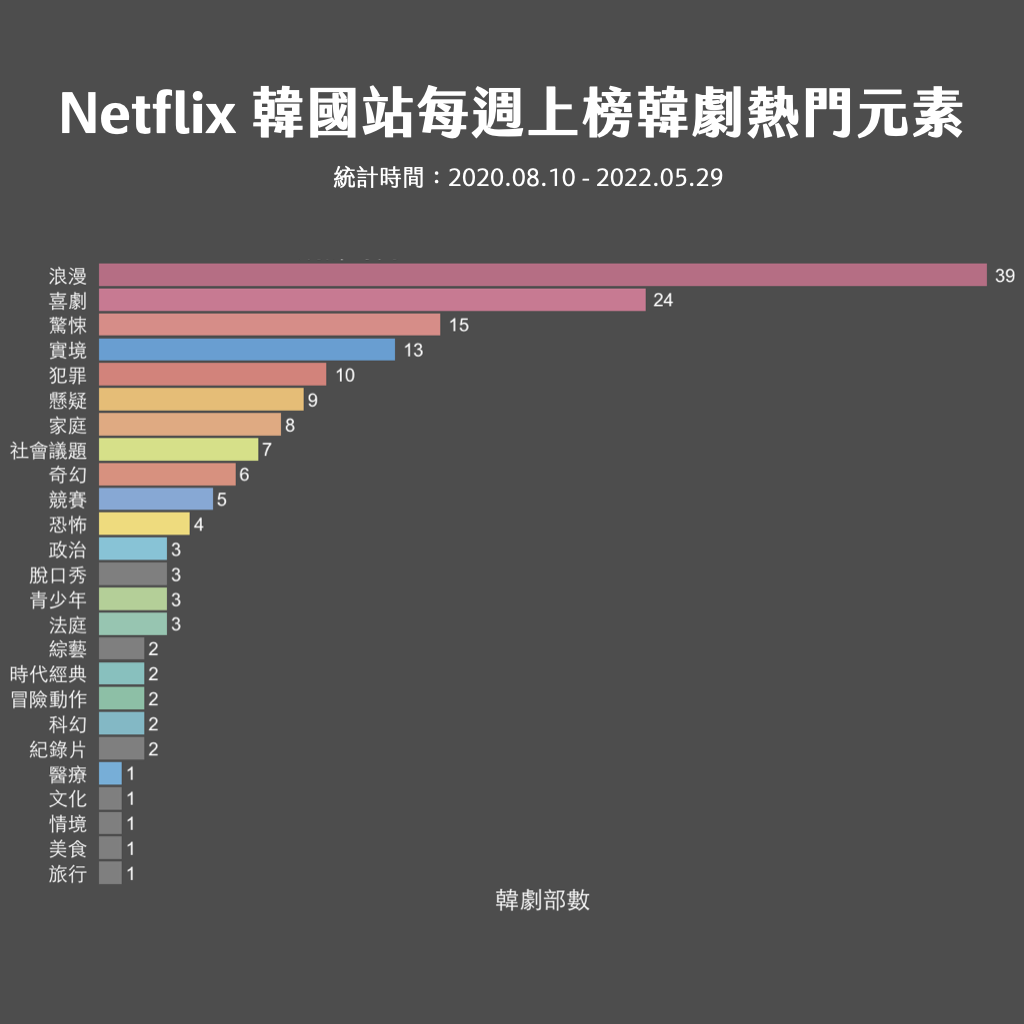 Netflix 韓國站每週上榜韓劇熱門元素
統計時間：2020.08.10 - 2022.05.29
浪漫 39
喜劇 24
驚悚 15
實境 13
犯罪 10
懸疑 9
家庭 8
社會議題 7
奇幻 6
競賽 5
恐怖 4
政治 3
脫口秀 3
青少年 3
法庭 3
綜藝 2
時代經典 2
冒險動作 2
科幻 2
紀錄片 2
醫療 1
文化 1
情境 1
美食 1
旅行 1
韓劇部數